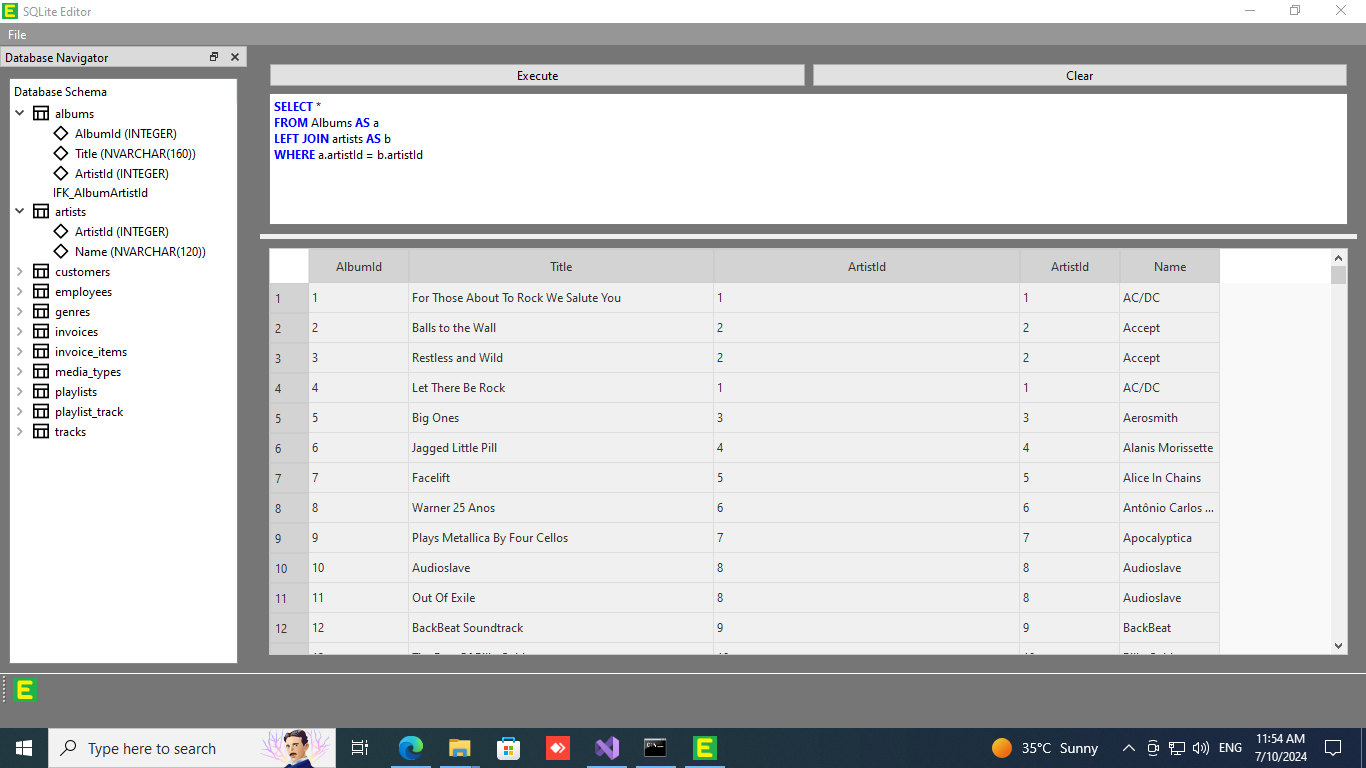 E SQLite Editor
File
Database Navigator
Database Schema
albums
AlbumId (INTEGER)
Title (NVARCHAR(160))
ArtistId (INTEGER)
IFK_AlbumArtistId
artists
ArtistId (INTEGER)
Name (NVARCHAR(120))
customers
employees
genres
invoices
invoice_items
media_types
playlists
playlist_track
tracks
Execute Clear
SELECT *
FROM Albums AS a
LEFT JOIN artists AS b
WHERE a.artistId = b.artistId
AlbumId Title ArtistId ArtistId Name
1 1 For Those About To Rock We Salute You 1 1 AC/DC
2 2 Balls to the Wall 2 2 Accept
3 3 Restless and Wild 2 2 Accept
4 4 Let There Be Rock 1 1 AC/DC
5 5 Big Ones 3 3 Aerosmith
6 6 Jagged Little Pill 4 4 Alanis Morissette
7 7 Facelift 5 5 Alice In Chains
8 8 Warner 25 Anos 6 6 Antônio Carlos ...
9 9 Plays Metallica By Four Cellos 7 7 Apocalyptica
10 10 Audioslave 8 8 Audioslave
11 11 Out Of Exile 8 8 Audioslave
12 12 BackBeat Soundtrack 9 9 BackBeat
E
Type here to search
E
35°C Sunny
ENG
11:54 AM
7/10/2024